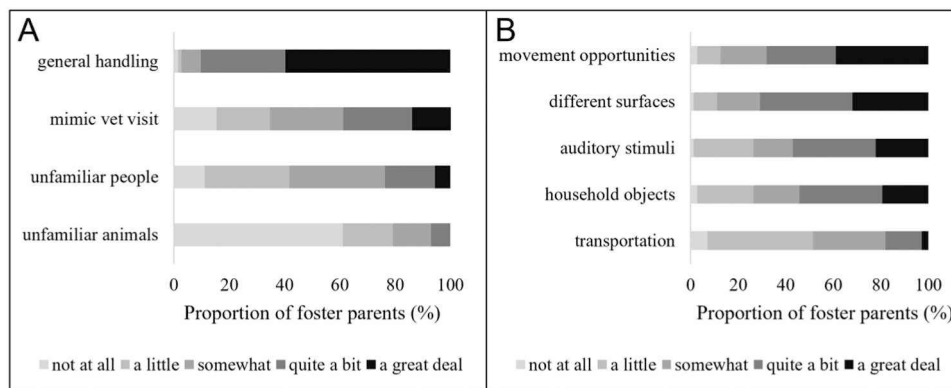 A
general handling
mimic vet visit
unfamiliar people
unfamiliar animals
0 20 40 60 80 100
Proportion of foster parents (%)
not at all a little somewhat quite a bit a great deal
B
movement opportunities
different surfaces
auditory stimuli
household objects
transportation
0 20 40 60 80 100
Proportion of foster parents (%)
not at all a little somewhat quite a bit a great deal